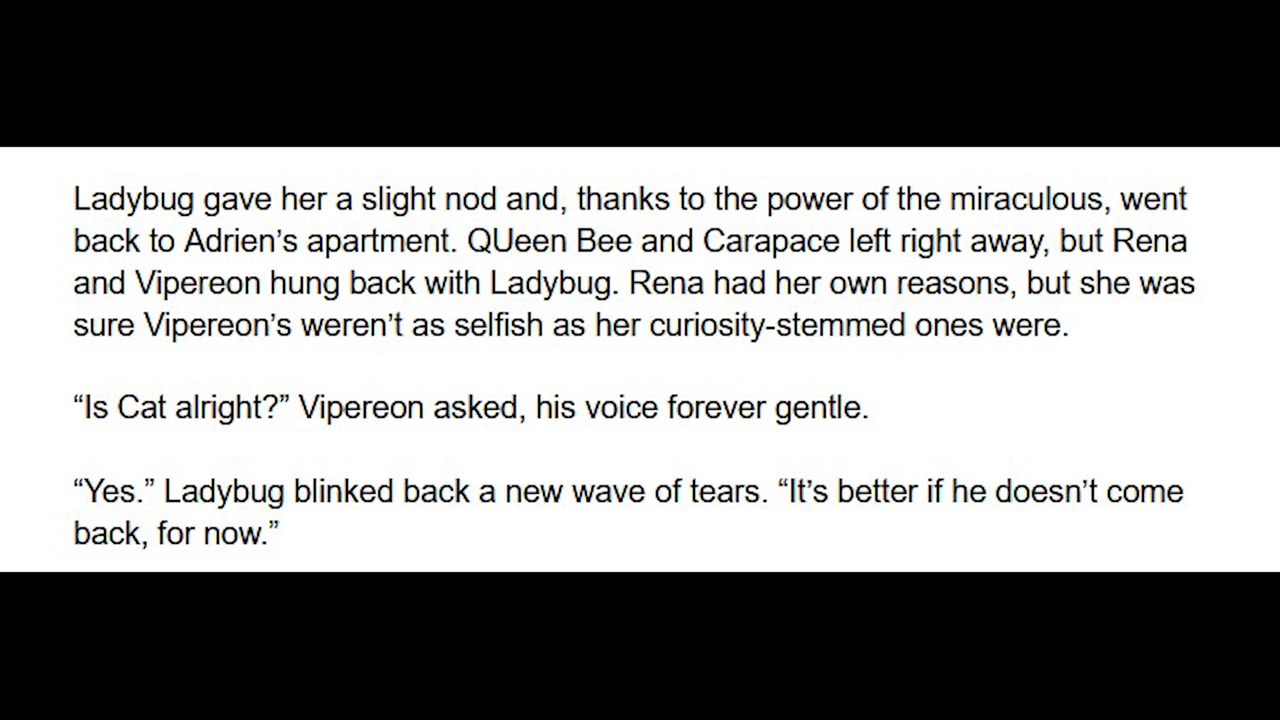 Ladybug gave her a slight nod and, thanks to the power of the miraculous, went
back to Adrien’s apartment. QUeen Bee and Carapace left right away, but Rena
and Vipereon hung back with Ladybug. Rena had her own reasons, but she was
sure Vipereon’s weren’t as selfish as her curiosity-stemmed ones were.
“Is Cat alright?” Vipereon asked, his voice forever gentle.
“Yes.” Ladybug blinked back a new wave of tears. “It’s better if he doesn’t come
back, for now.”